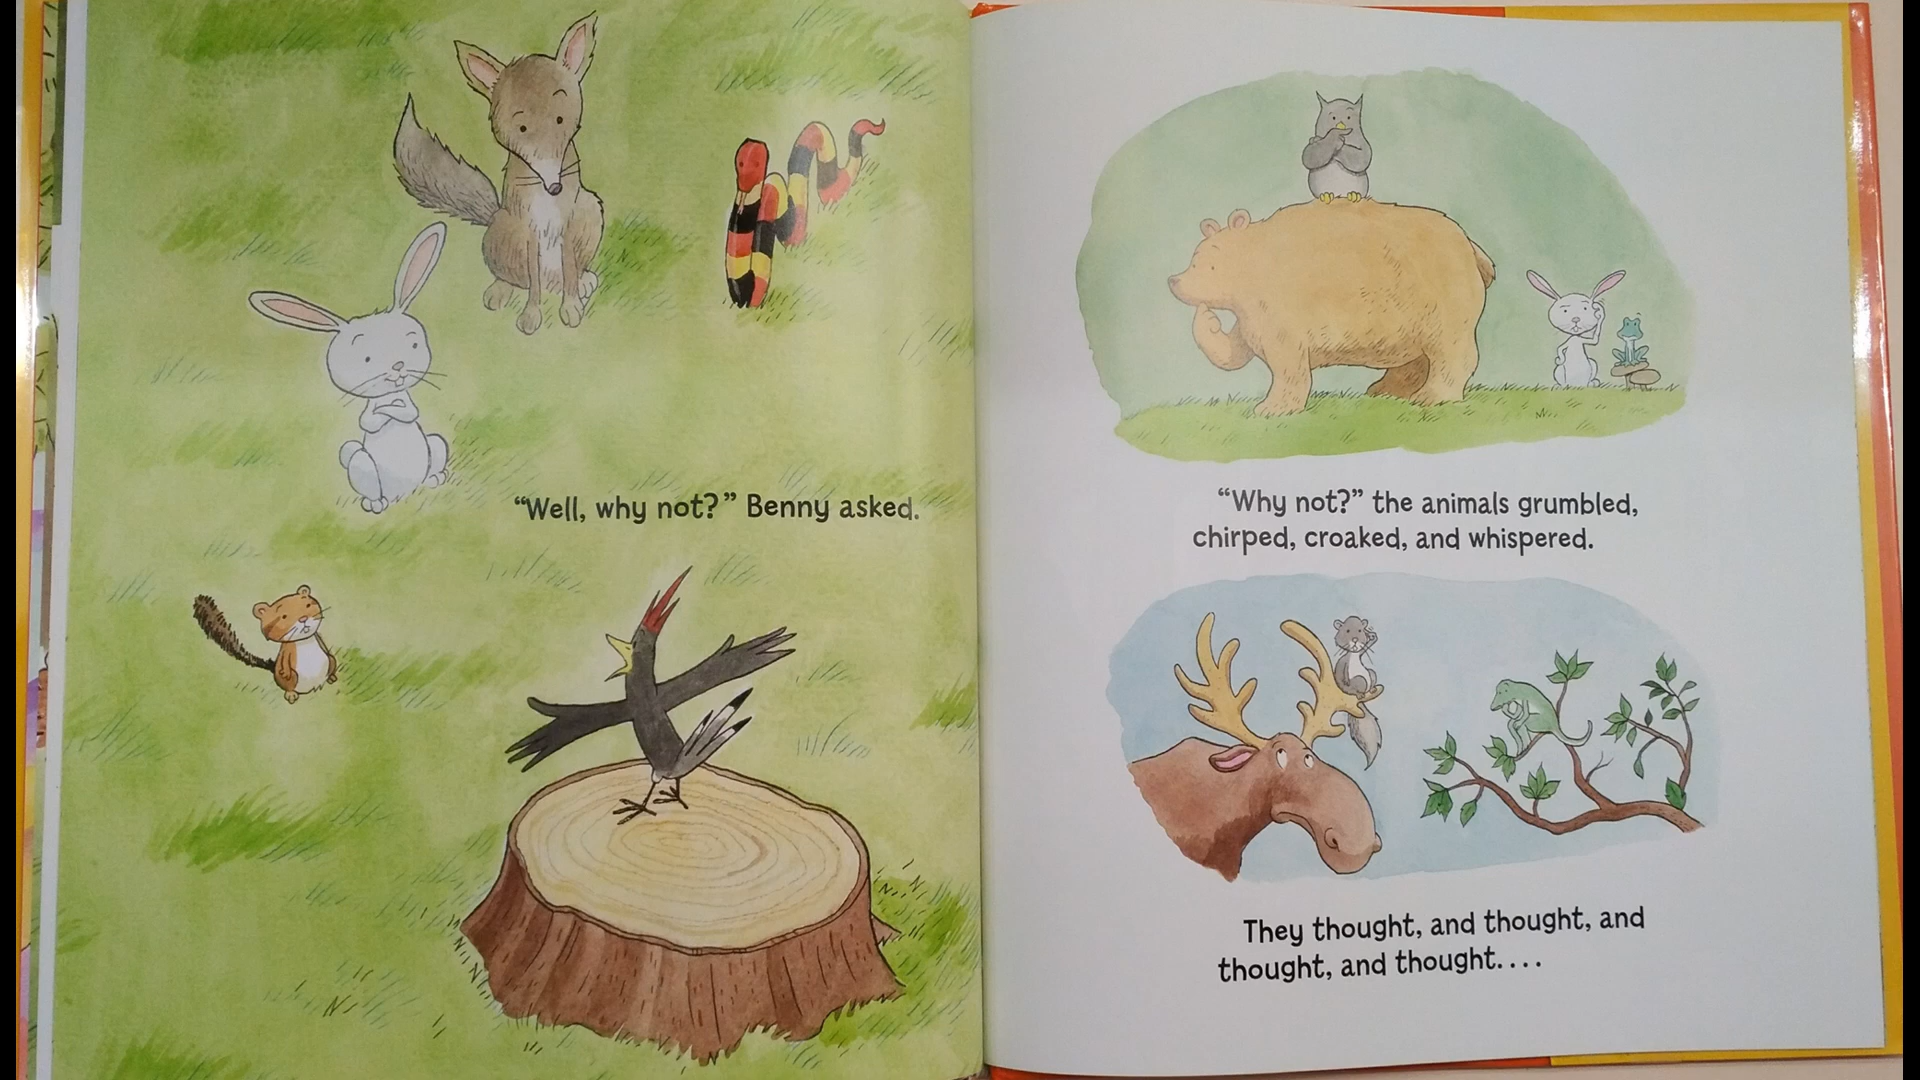 “Well, why not?” Benny asked.
“Why not?” the animals grumbled,
chirped, croaked, and whispered.
They thought, and thought, and
thought, and thought. . . .